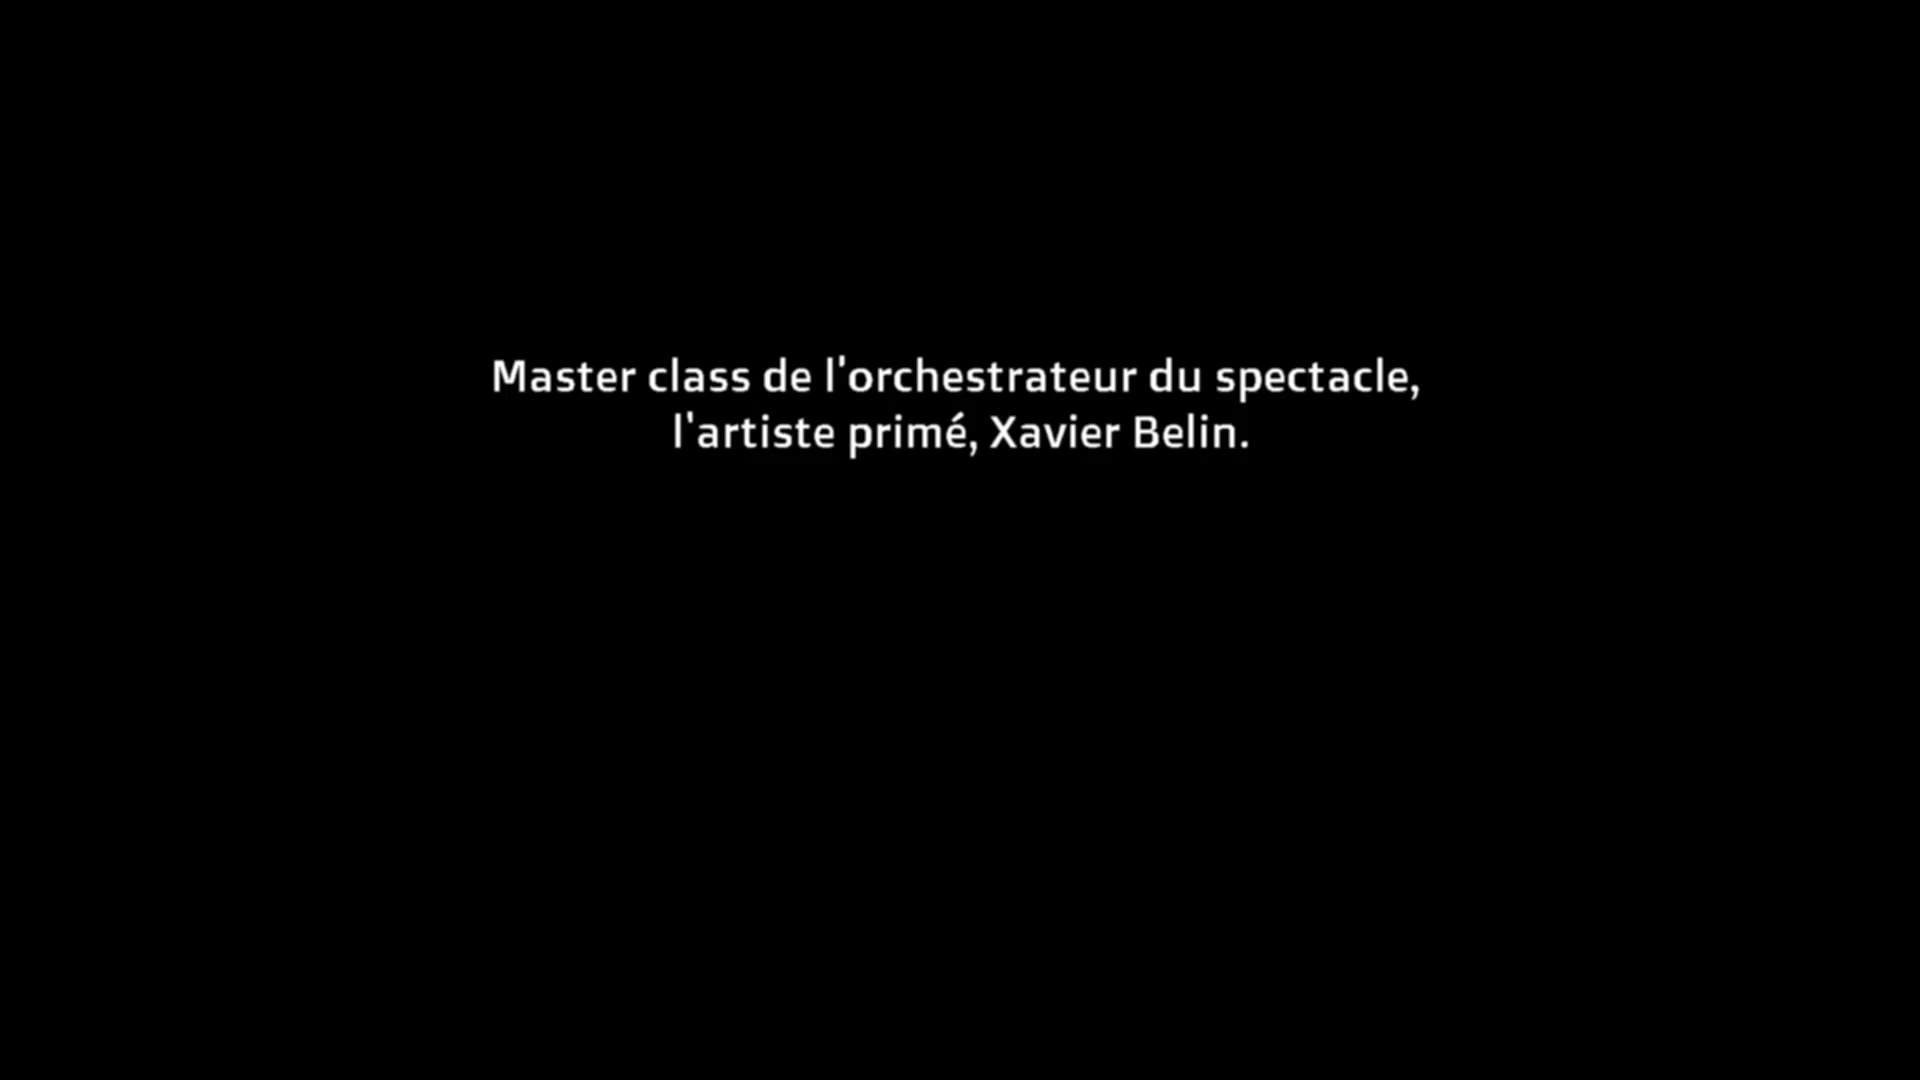 Master class de l'orchestrateur du spectacle,
l'artiste primé, Xavier Belin.